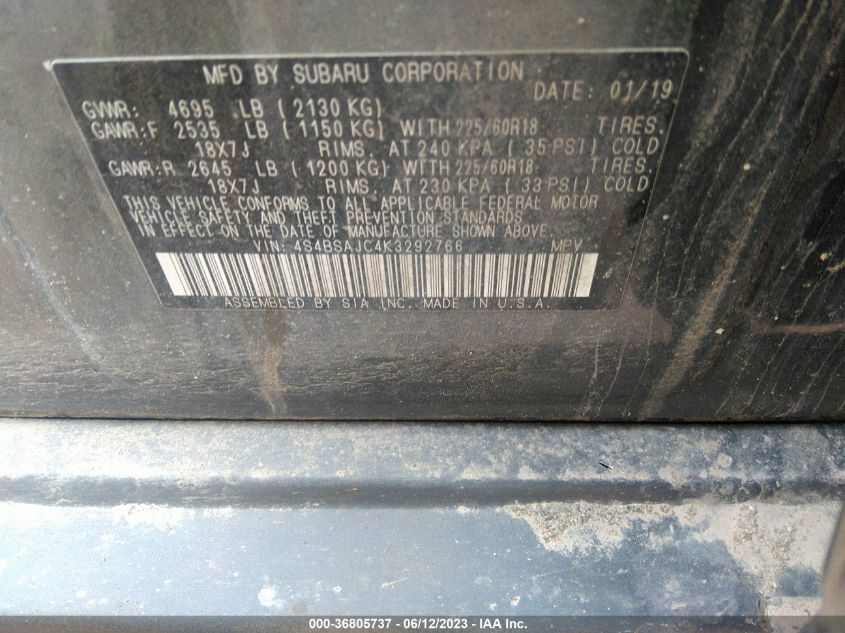 MFD BY SUBARU CORPORATION
DATE: 01/19
GVWR: 4695 LB (2130 KG)
GAWR:F 2535 LB (1150 KG) WITH 225/60R18 TIRES.
18X7J RIMS. AT 240 KPA (35 PSI) COLD
GAWR:R 2645 LB (1200 KG) WITH 225/60R18 TIRES.
18X7J RIMS. AT 230 KPA (33 PSI) COLD
THIS VEHICLE CONFORMS TO ALL APPLICABLE FEDERAL MOTOR
VEHICLE SAFETY AND THEFT PREVENTION STANDARDS
IN EFFECT ON THE DATE OF MANUFACTURE SHOWN ABOVE.
VIN: 4S4BSAJC4K3292766 MPV
ASSEMBLED BY SIA INC. MADE IN U.S.A.
000-36805737 - 06/12/2023 - IAA Inc.